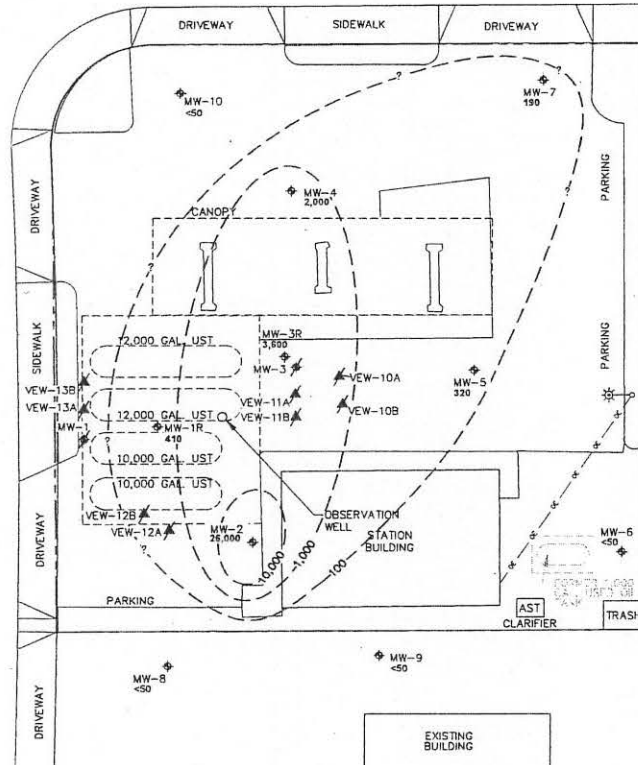 DRIVEWAY
SIDEWALK
DRIVEWAY
?
?
MW-7
190
MW-10
<50
DRIVEWAY
PARKING
MW-4
2,000
?
CANOPY
?
SIDEWALK
12,000 GAL UST
MW-3R
3,600
MW-3
PARKING
VEW-13B
VEW-10A
MW-5
320
VEW-13A
12,000 GAL UST
VEW-11A
VEW-10B
VEW-11B
MW-1
?
MW-1R
410
10,000 GAL UST
10,000 GAL UST
VEW-12B
OBSERVATION
WELL
VEW-12A
MW-2
26,000
STATION
BUILDING
MW-6
<50
?
10,000
1,000
100
DRIVEWAY
PARKING
AST
CLARIFIER
TRASH
MW-8
<50
MW-9
<50
DRIVEWAY
EXISTING
BUILDING